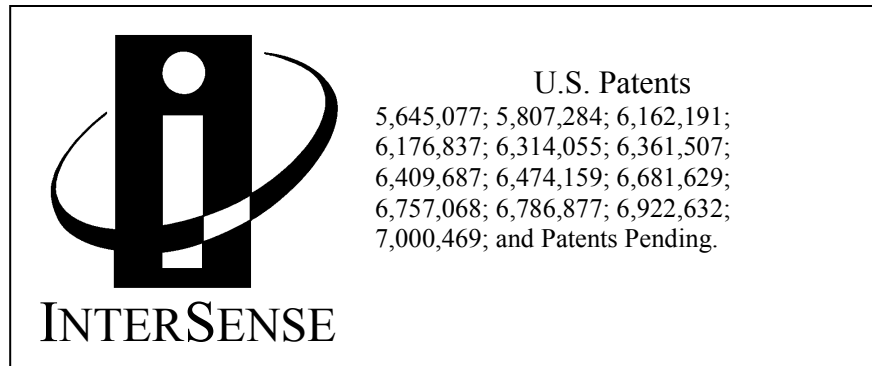 U.S. Patents
5,645,077; 5,807,284; 6,162,191;
6,176,837; 6,314,055; 6,361,507;
6,409,687; 6,474,159; 6,681,629;
6,757,068; 6,786,877; 6,922,632;
7,000,469; and Patents Pending.
INTERSENSE